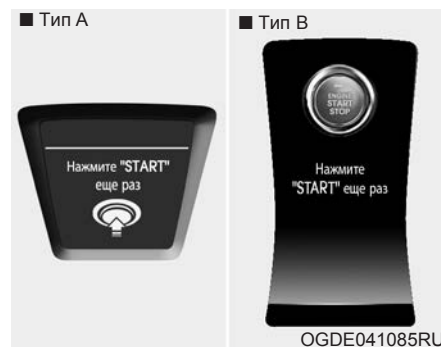 ■ Тип А
Нажмите "START"
еще раз
■ Тип В
ENGINE
START
STOP
Нажмите
"START" еще раз
OGDE041085RU